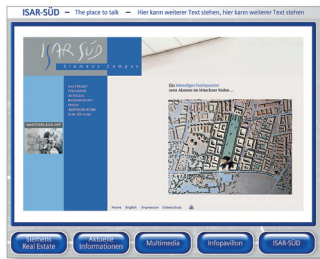 ISAR-SÜD – The place to talk – Hier kann weiterer Text stehen, hier kann weiterer Text stehen
ISAR SÜD
Siemens Campus
Ein lebendiges Stadtquartier
setzt Akzente im Münchner Süden...
Home English Impressum Datenschutz
Siemens
Real Estate
Aktuelle
Informationen
Multimedia
Infopavillon
ISAR-SÜD